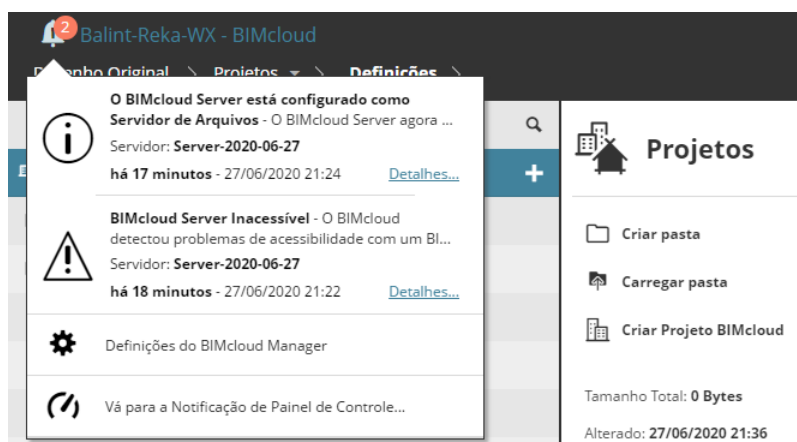 2
Balint-Reka-WX - BIMcloud
Original > Projetos > Definições >
O BIMcloud Server está configurado como
Servidor de Arquivos - O BIMcloud Server agora ...
Servidor: Server-2020-06-27
há 17 minutos - 27/06/2020 21:24 Detalhes...
BIMcloud Server Inacessível - O BIMcloud
detectou problemas de acessibilidade com um BI...
Servidor: Server-2020-06-27
há 18 minutos - 27/06/2020 21:22 Detalhes...
Definições do BIMcloud Manager
Vá para a Notificação de Painel de Controle...
Projetos
Criar pasta
Carregar pasta
Criar Projeto BIMcloud
Tamanho Total: 0 Bytes
Alterado: 27/06/2020 21:36